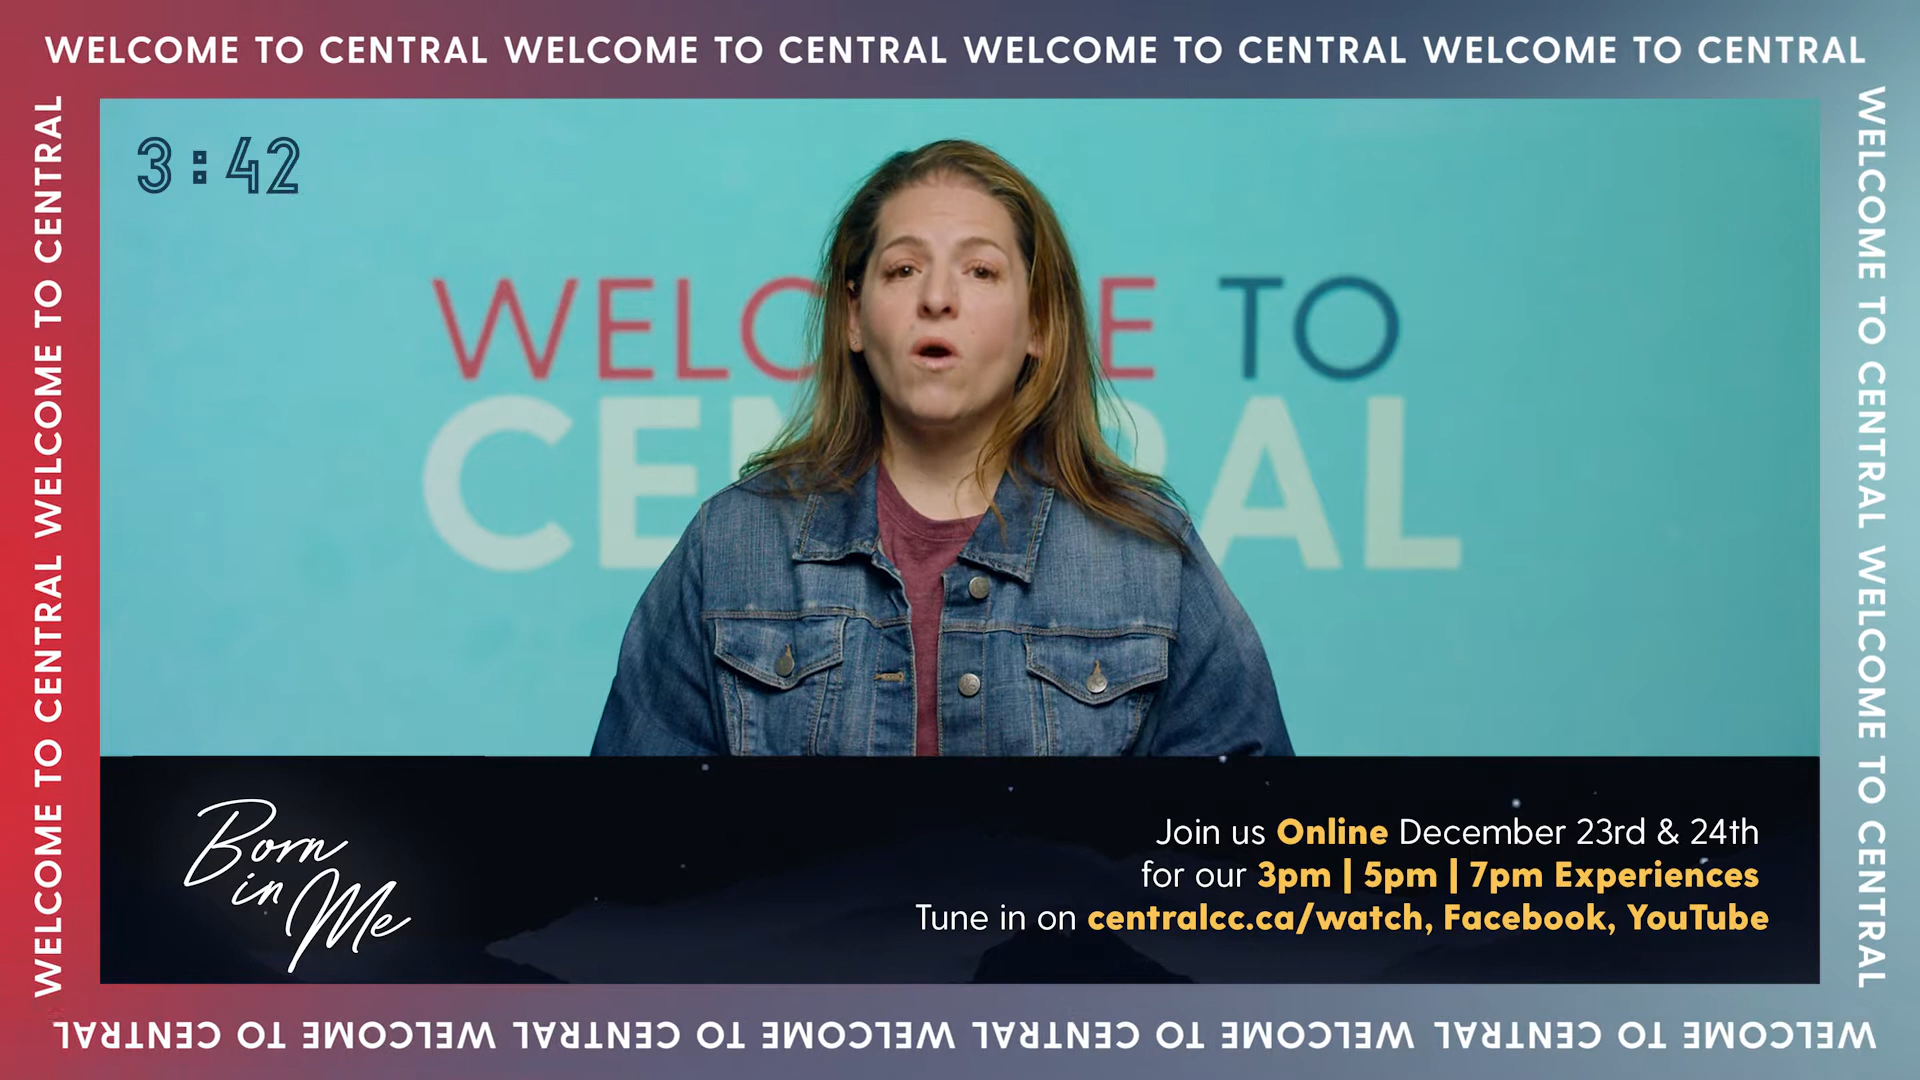 WELCOME TO CENTRAL WELCOME TO CENTRAL WELCOME TO CENTRAL WELCOME TO CENTRAL
WELCOME TO CENTRAL WELCOME TO CENTRAL
WELCOME TO CENTRAL WELCOME TO CENTRAL
3:42
WELC E TO
CEN RAL
Born
in Me
Join us Online December 23rd & 24th
for our 3pm | 5pm | 7pm Experiences
Tune in on centralcc.ca/watch, Facebook, YouTube
WELCOME TO CENTRAL WELCOME TO CENTRAL WELCOME TO CENTRAL WELCOME TO CENTRAL